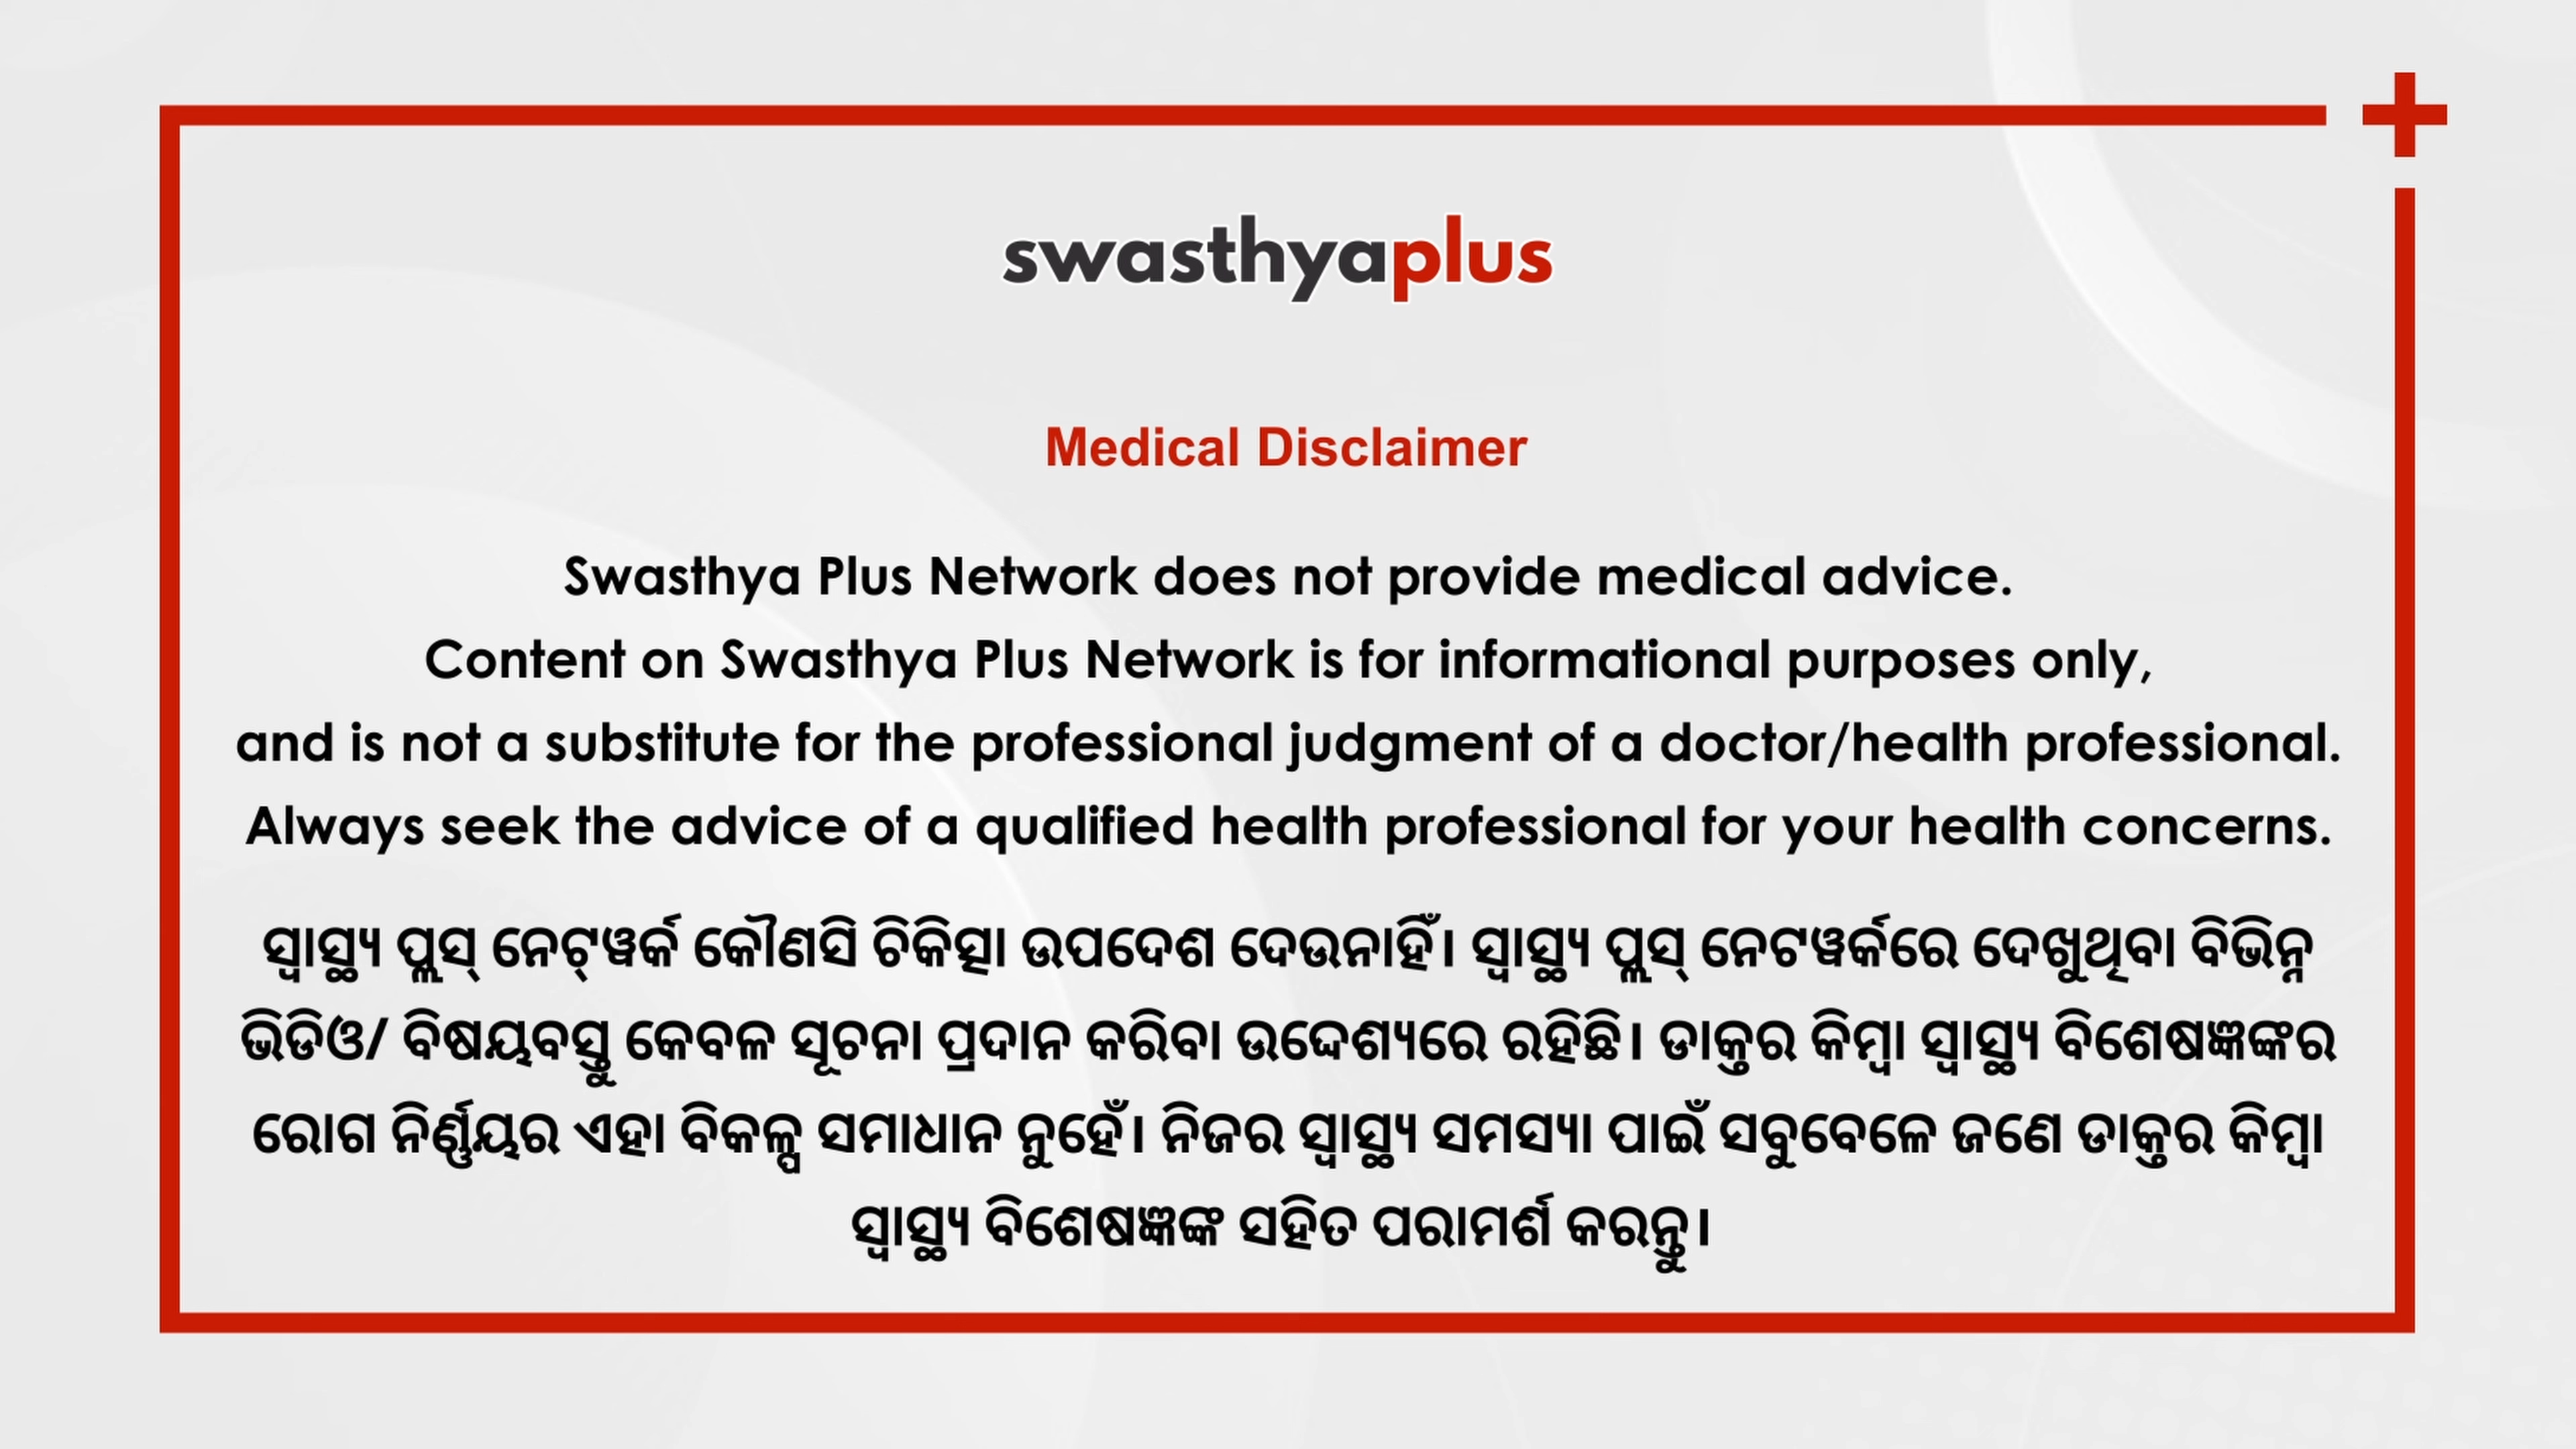 swasthyaplus
Medical Disclaimer
Swasthya Plus Network does not provide medical advice.
Content on Swasthya Plus Network is for informational purposes only,
and is not a substitute for the professional judgment of a doctor/health professional.
Always seek the advice of a qualified health professional for your health concerns.
ସ୍ୱାସ୍ଥ୍ୟ ପ୍ଲସ୍ ନେଟ୍‌ୱର୍କ କୌଣସି ଚିକିତ୍ସା ଉପଦେଶ ଦେଉନାହିଁ। ସ୍ୱାସ୍ଥ୍ୟ ପ୍ଲସ୍ ନେଟୱର୍କରେ ଦେଖୁଥିବା ବିଭିନ୍ନ
ଭିଡିଓ/ ବିଷୟବସ୍ତୁ କେବଳ ସୂଚନା ପ୍ରଦାନ କରିବା ଉଦ୍ଦେଶ୍ୟରେ ରହିଛି। ଡାକ୍ତର କିମ୍ବା ସ୍ୱାସ୍ଥ୍ୟ ବିଶେଷଜ୍ଞଙ୍କର
ରୋଗ ନିର୍ଣ୍ଣୟର ଏହା ବିକଳ୍ପ ସମାଧାନ ନୁହେଁ। ନିଜର ସ୍ୱାସ୍ଥ୍ୟ ସମସ୍ୟା ପାଇଁ ସବୁବେଳେ ଜଣେ ଡାକ୍ତର କିମ୍ବା
ସ୍ୱାସ୍ଥ୍ୟ ବିଶେଷଜ୍ଞଙ୍କ ସହିତ ପରାମର୍ଶ କରନ୍ତୁ।